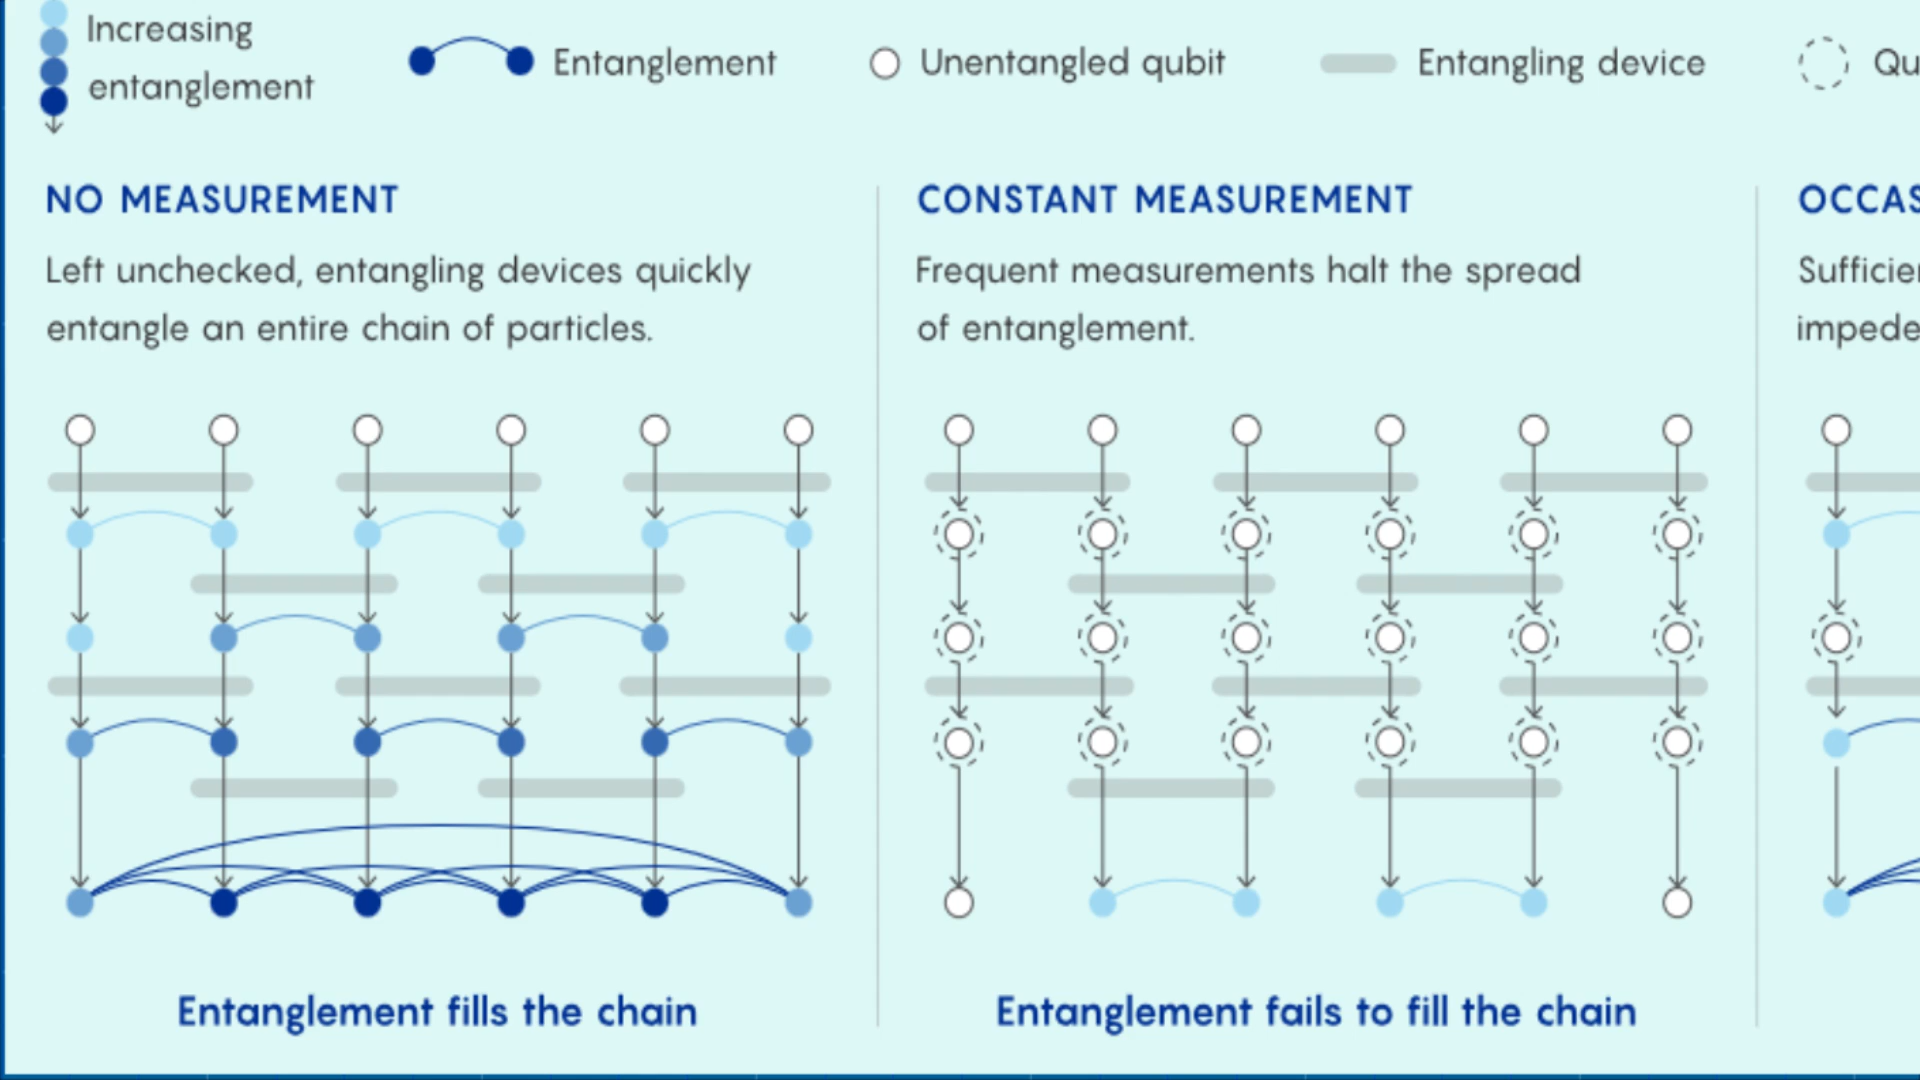 Increasing
entanglement
Entanglement
Unentangled qubit
Entangling device
NO MEASUREMENT
Left unchecked, entangling devices quickly
entangle an entire chain of particles.
CONSTANT MEASUREMENT
Frequent measurements halt the spread
of entanglement.
Entanglement fills the chain
Entanglement fails to fill the chain